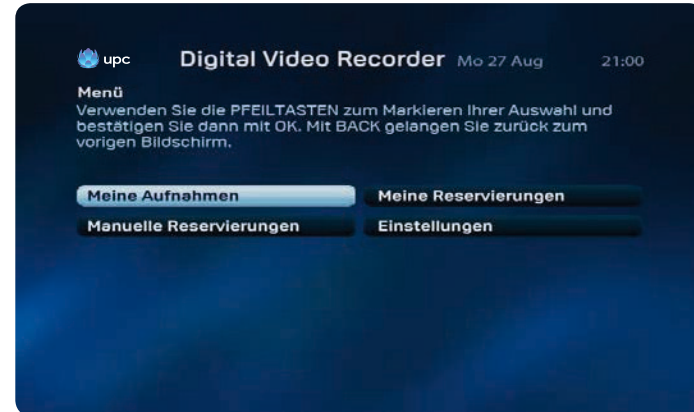 upc Digital Video Recorder Mo 27 Aug 21:00
Menü
Verwenden Sie die PFEILTASTEN zum Markieren Ihrer Auswahl und
bestätigen Sie dann mit OK. Mit BACK gelangen Sie zurück zum
vorigen Bildschirm.
Meine Aufnahmen Meine Reservierungen
Manuelle Reservierungen Einstellungen